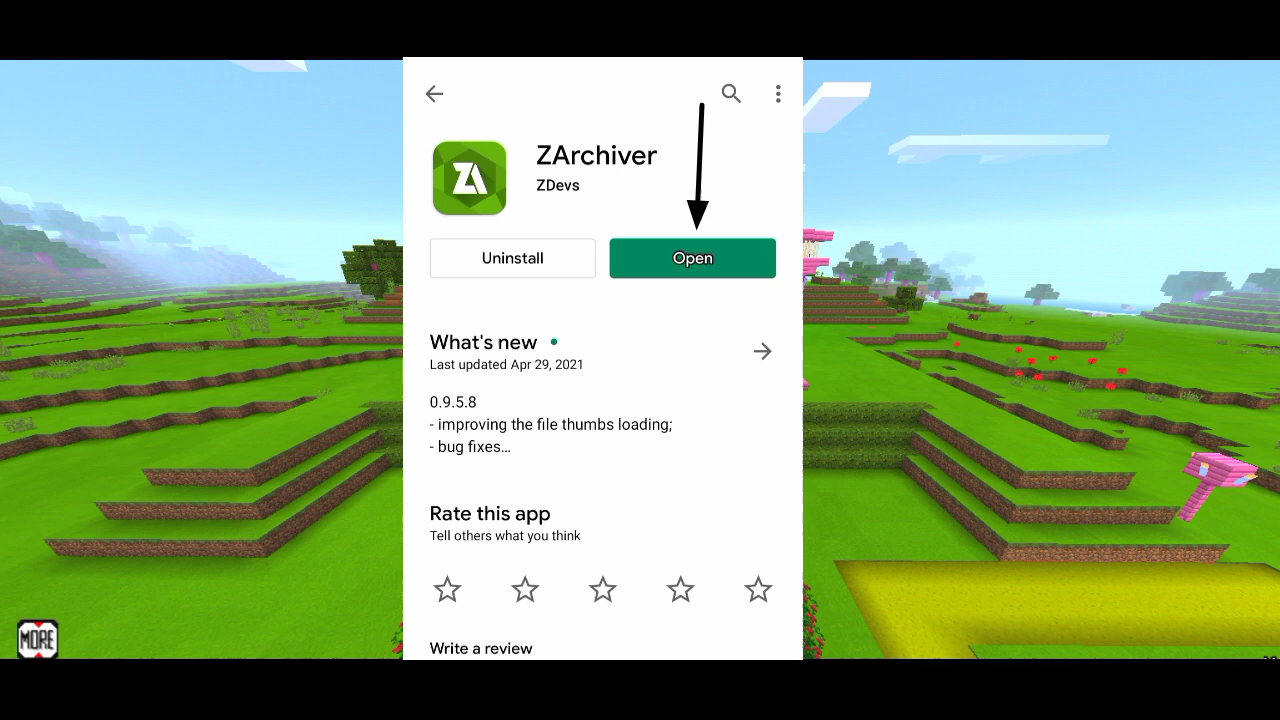 ZArchiver
ZDevs
Uninstall
Open
What's new
Last updated Apr 29, 2021
0.9.5.8
- improving the file thumbs loading;
- bug fixes…
Rate this app
Tell others what you think
Write a review
MORE